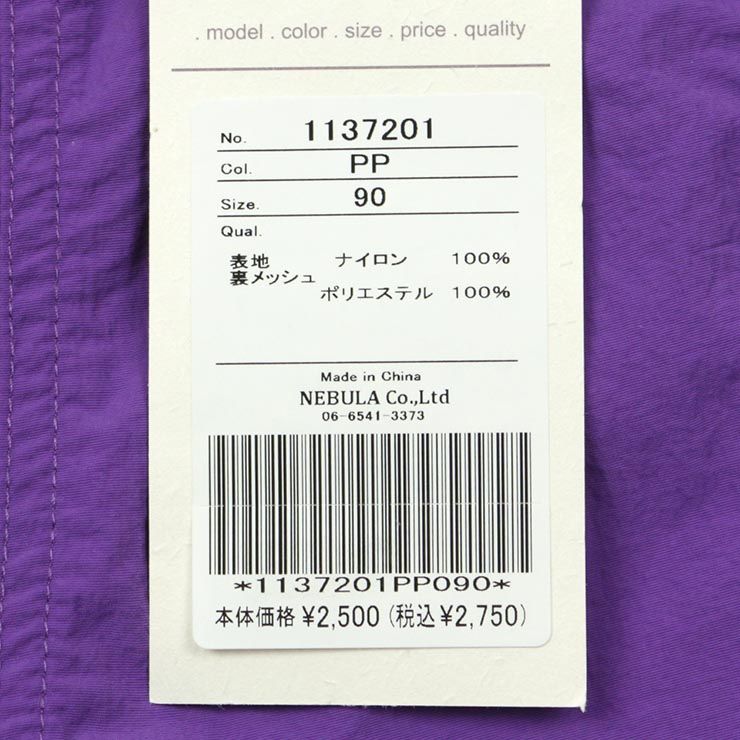 . model . color . size . price . quality
No. 1137201
Col. PP
Size. 90
Qual.
表地 ナイロン 100%
裏メッシュ
ポリエステル 100%
Made in China
NEBULA Co.,Ltd
06-6541-3373
*1137201PP090*
本体価格 ¥2,500 (税込¥2,750)